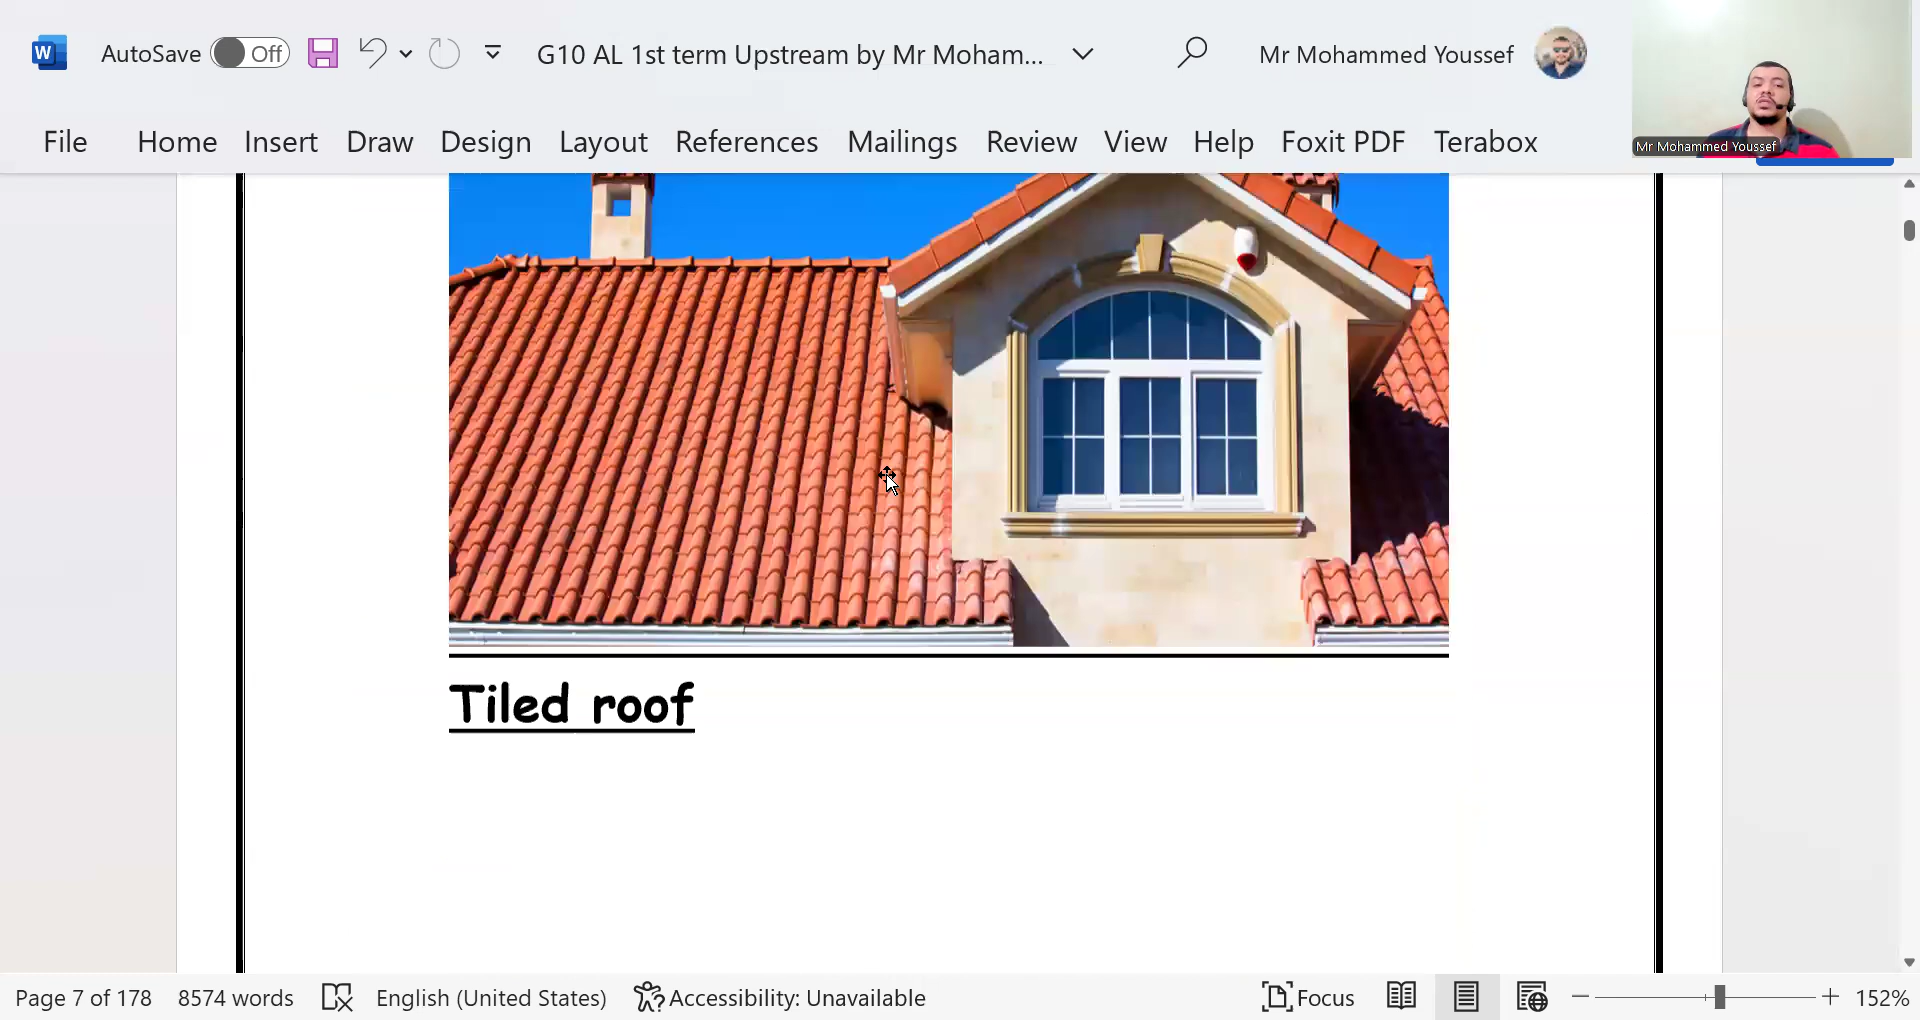 W AutoSave Off G10 AL 1st term Upstream by Mr Moham... Mr Mohammed Youssef
File Home Insert Draw Design Layout References Mailings Review View Help Foxit PDF Terabox
Mr Mohammed Youssef
Tiled roof
Page 7 of 178 8574 words English (United States) Accessibility: Unavailable Focus 152%